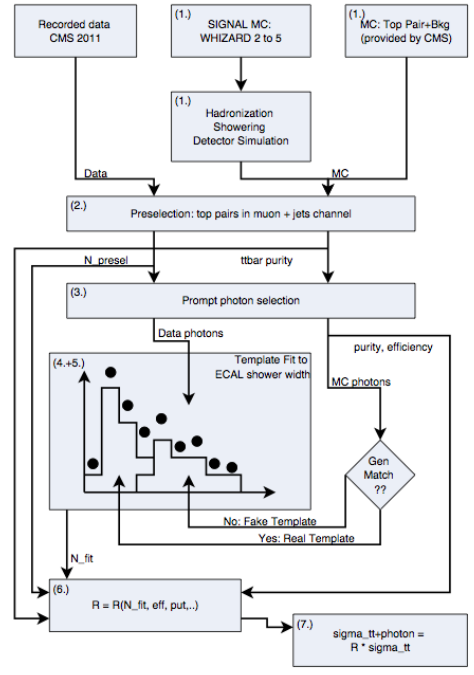 Recorded data
CMS 2011
(1.)
SIGNAL MC:
WHIZARD 2 to 5
(1.)
MC: Top Pair+Bkg
(provided by CMS)
(1.)
Hadronization
Showering
Detector Simulation
Data
MC
(2.)
Preselection: top pairs in muon + jets channel
N_presel
ttbar purity
(3.)
Prompt photon selection
Data photons
purity, efficiency
(4.+5.)
Template Fit to
ECAL shower width
MC photons
Gen
Match
??
No: Fake Template
Yes: Real Template
N_fit
(6.)
R = R(N_fit, eff, put,..)
(7.)
sigma_tt+photon =
R * sigma_tt